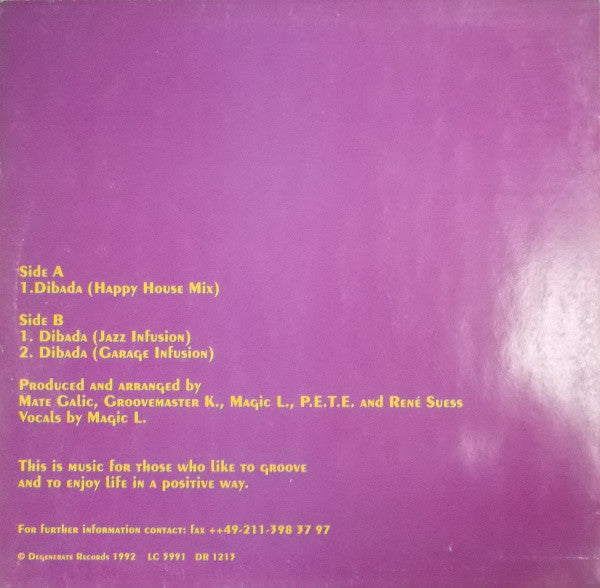 Side A
1.Dibada (Happy House Mix)
Side B
1. Dibada (Jazz Infusion)
2. Dibada (Garage Infusion)
Produced and arranged by
Mate Galic, Groovemaster K., Magic L., P.E.T.E. and René Suess
Vocals by Magic L.
This is music for those who like to groove
and to enjoy life in a positive way.
For further information contact: fax ++49-211-398 37 97
© Degenerate Records 1992 LC 5991 DR 1213